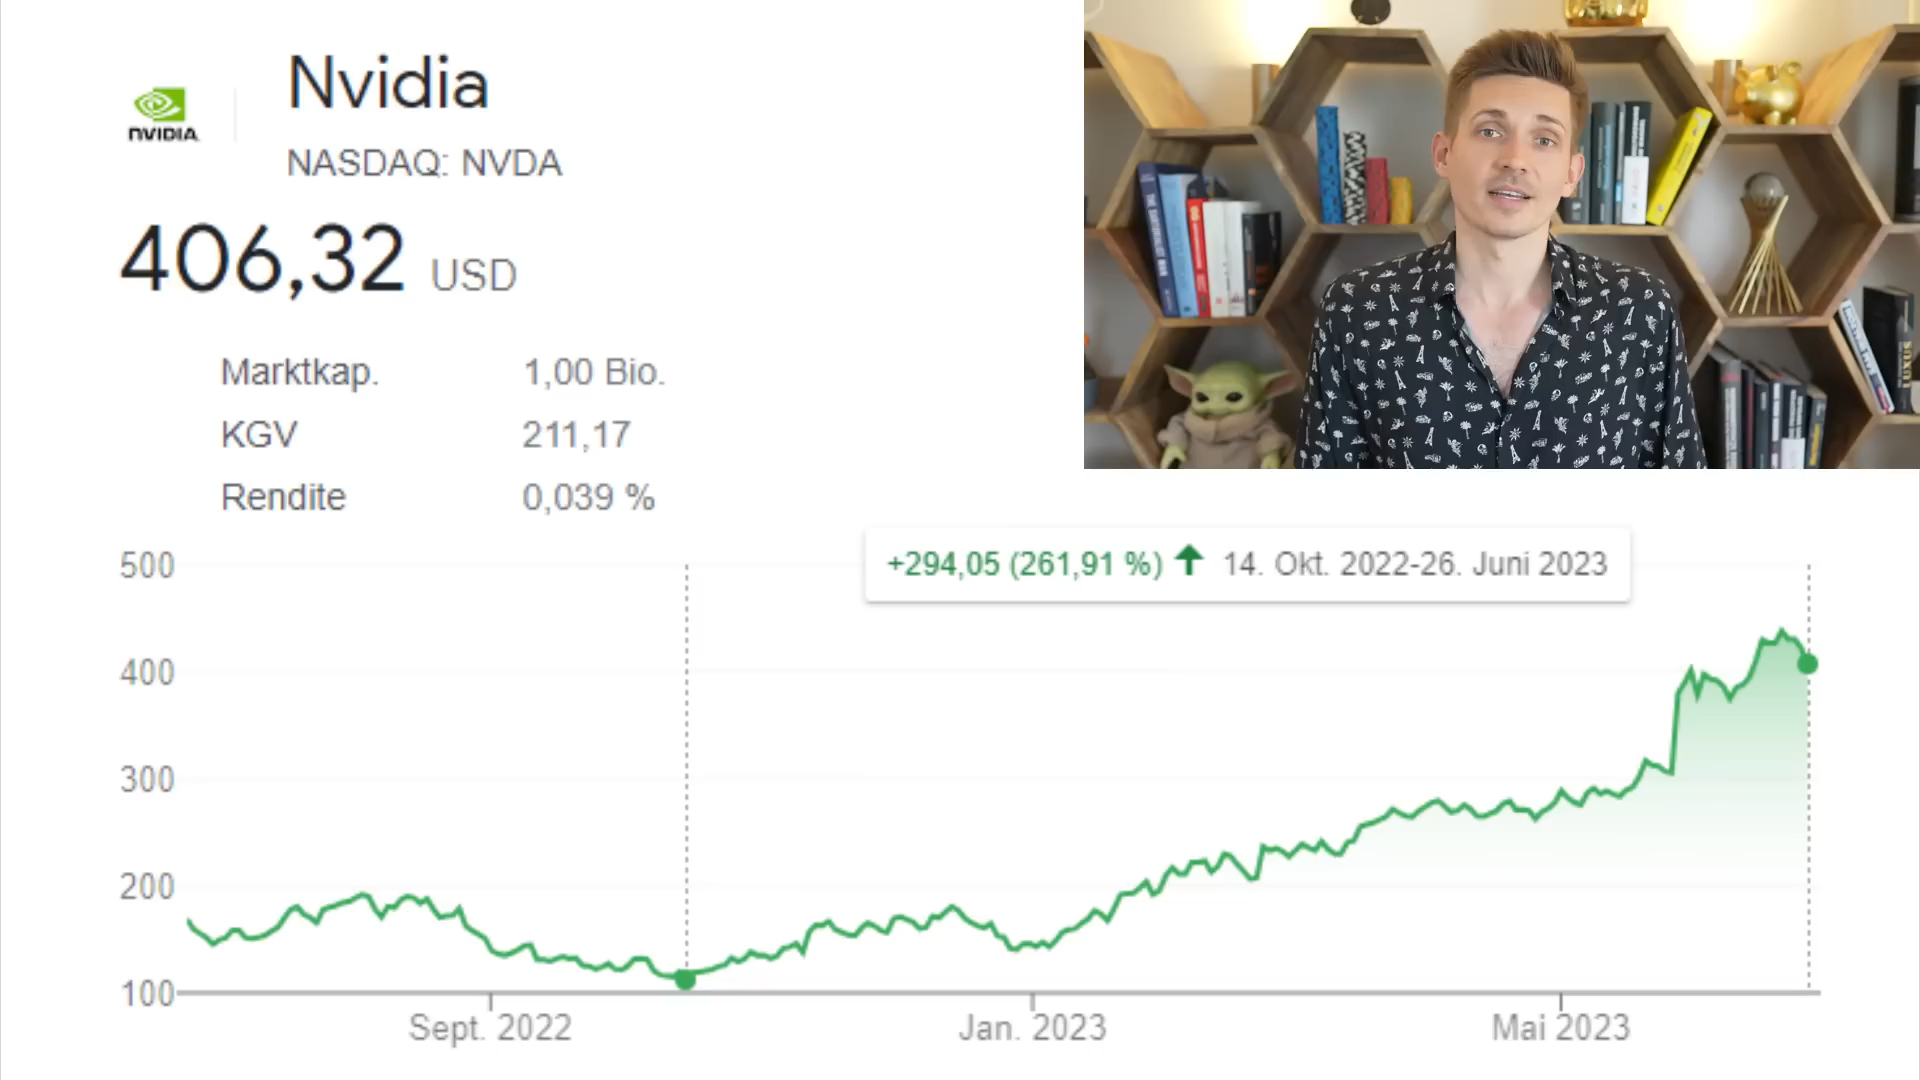 Nvidia
NVIDIA
NASDAQ: NVDA
406,32 USD
Marktkap. 1,00 Bio.
KGV 211,17
Rendite 0,039 %
+294,05 (261,91 %) 14. Okt. 2022-26. Juni 2023
500
400
300
200
100
Sept. 2022 Jan. 2023 Mai 2023
LUXUS